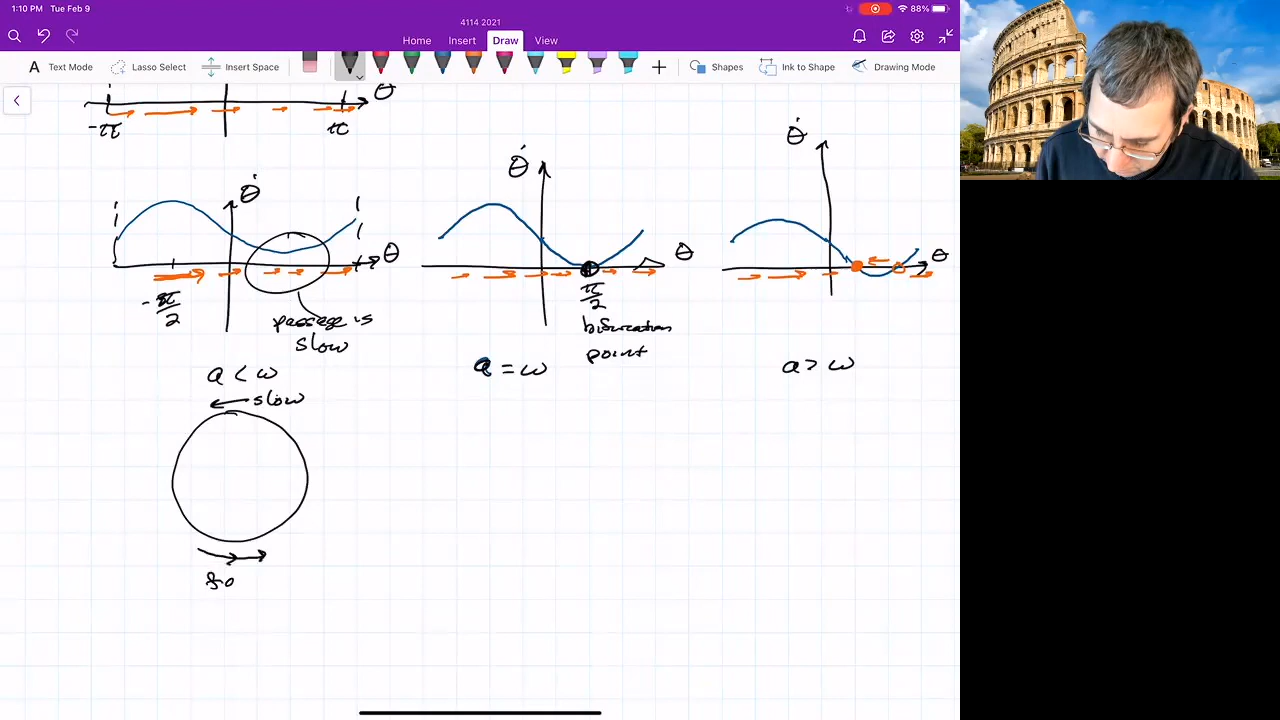 1:10 PM Tue Feb 9
88%
4114 2021
Home Insert Draw View
Text Mode Lasso Select Insert Space Shapes Ink to Shape Drawing Mode
-π π θ
θ̇ θ̇ θ̇
θ θ θ
-π/2
passage is
slow
π/2
bifurcation
point
a < ω
a = ω
a > ω
slow
fa